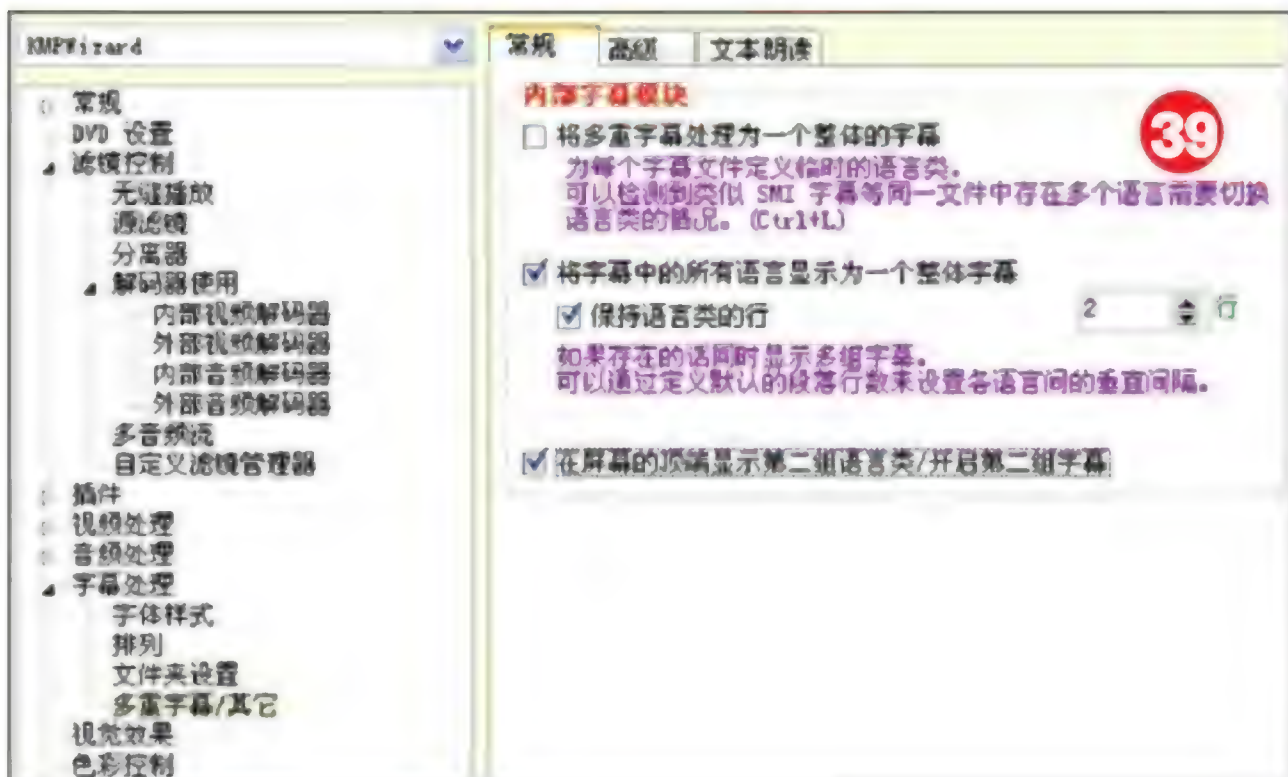 KMPWizard
常规
DVD 设置
滤镜控制
无缝播放
源滤镜
分离器
解码器使用
内部视频解码器
外部视频解码器
内部音频解码器
外部音频解码器
多音频流
自定义滤镜管理器
插件
视频处理
音频处理
字幕处理
字体样式
排列
文件夹设置
多重字幕/其它
视觉效果
色彩控制
常规 高级 文本朗读
内部字幕模块
39
将多重字幕处理为一个整体的字幕
为每个字幕文件定义临时的语言类。
可以检测到类似 SMI 字幕等同一文件中存在多个语言需要切换
语言类的情况。(Ctrl+L)
将字幕中的所有语言显示为一个整体字幕
保持语言类的行 2 行
如果存在的话同时显示多组字幕。
可以通过定义默认的段落行数来设置各语言间的垂直间隔。
在屏幕的顶端显示第二组语言类/开启第二组字幕